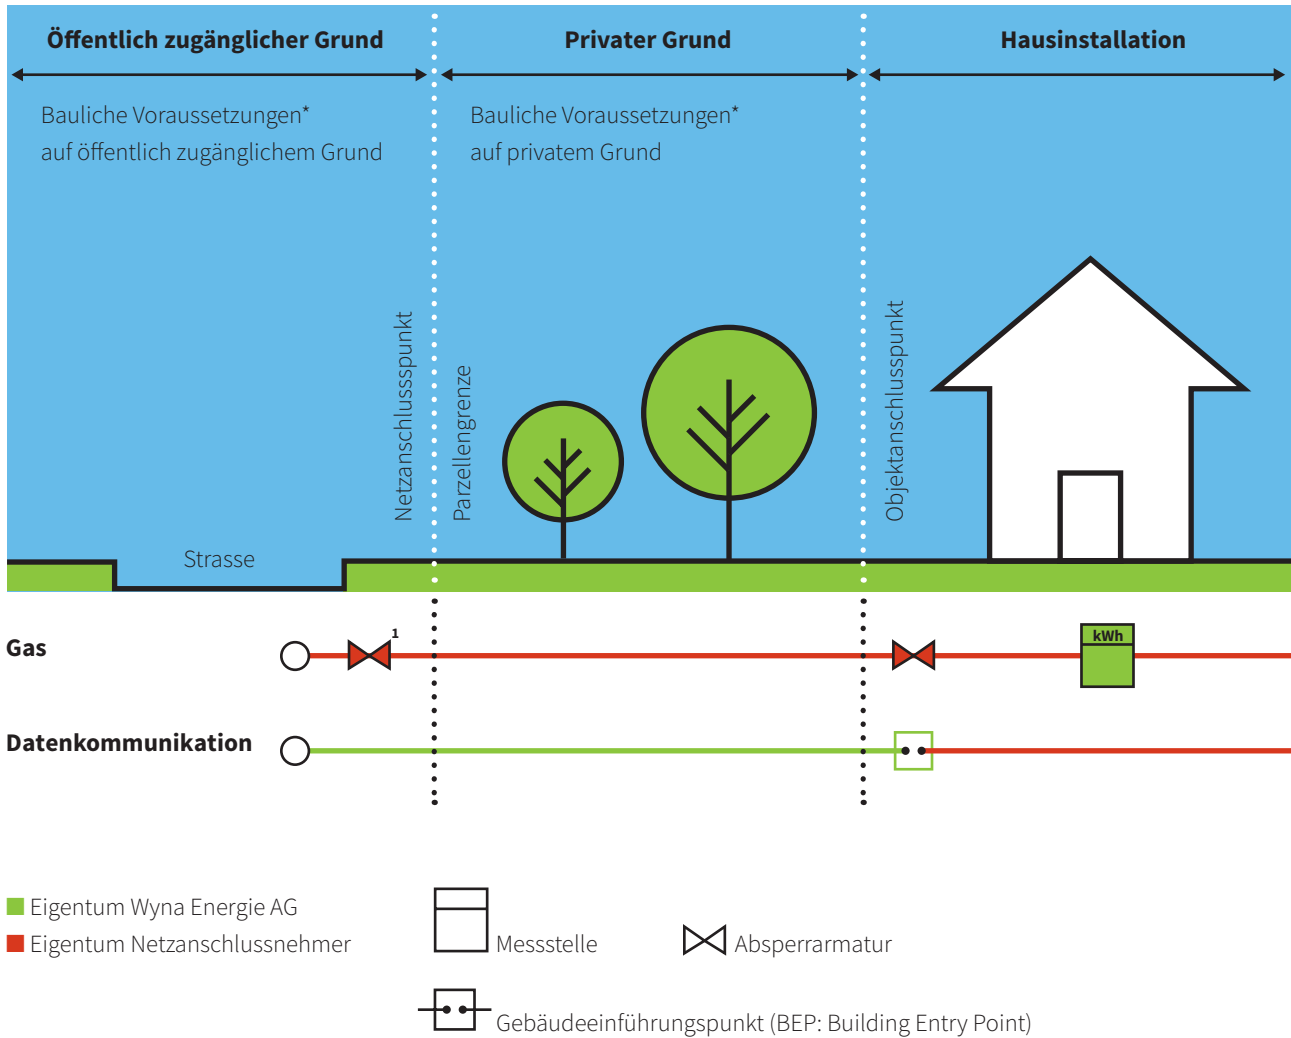 Öffentlich zugänglicher Grund
Privater Grund
Hausinstallation
Bauliche Voraussetzungen*
auf öffentlich zugänglichem Grund
Bauliche Voraussetzungen*
auf privatem Grund
Netzanschlussspunkt
Parzellengrenze
Objektanschlusspunkt
Strasse
Gas
1
kWh
Datenkommunikation
Eigentum Wyna Energie AG
Eigentum Netzanschlussnehmer
Messstelle
Absperrarmatur
Gebäudeeinführungspunkt (BEP: Building Entry Point)